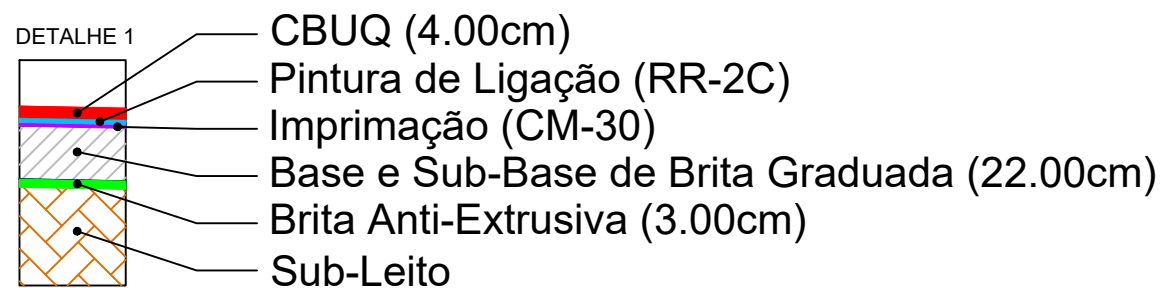 DETALHE 1
CBUQ (4.00cm)
Pintura de Ligação (RR-2C)
Imprimação (CM-30)
Base e Sub-Base de Brita Graduada (22.00cm)
Brita Anti-Extrusiva (3.00cm)
Sub-Leito